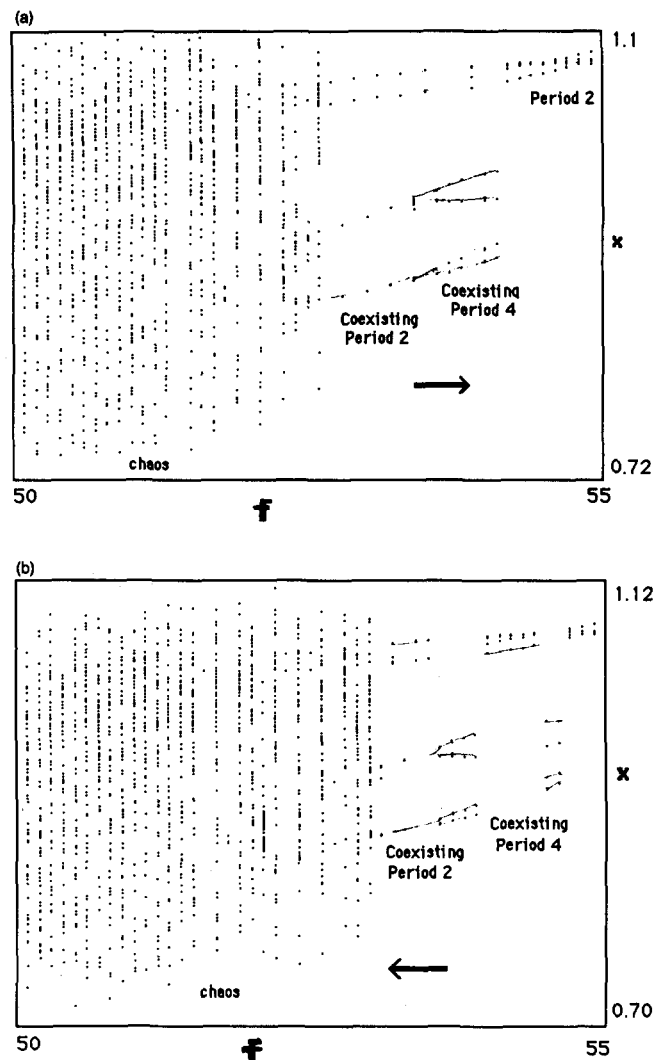 (a)
1.1
Period 2
x
Coexisting
Period 2
Coexisting
Period 4
chaos
0.72
50
f
55
(b)
1.12
x
Coexisting
Period 2
Coexisting
Period 4
chaos
0.70
50
f
55